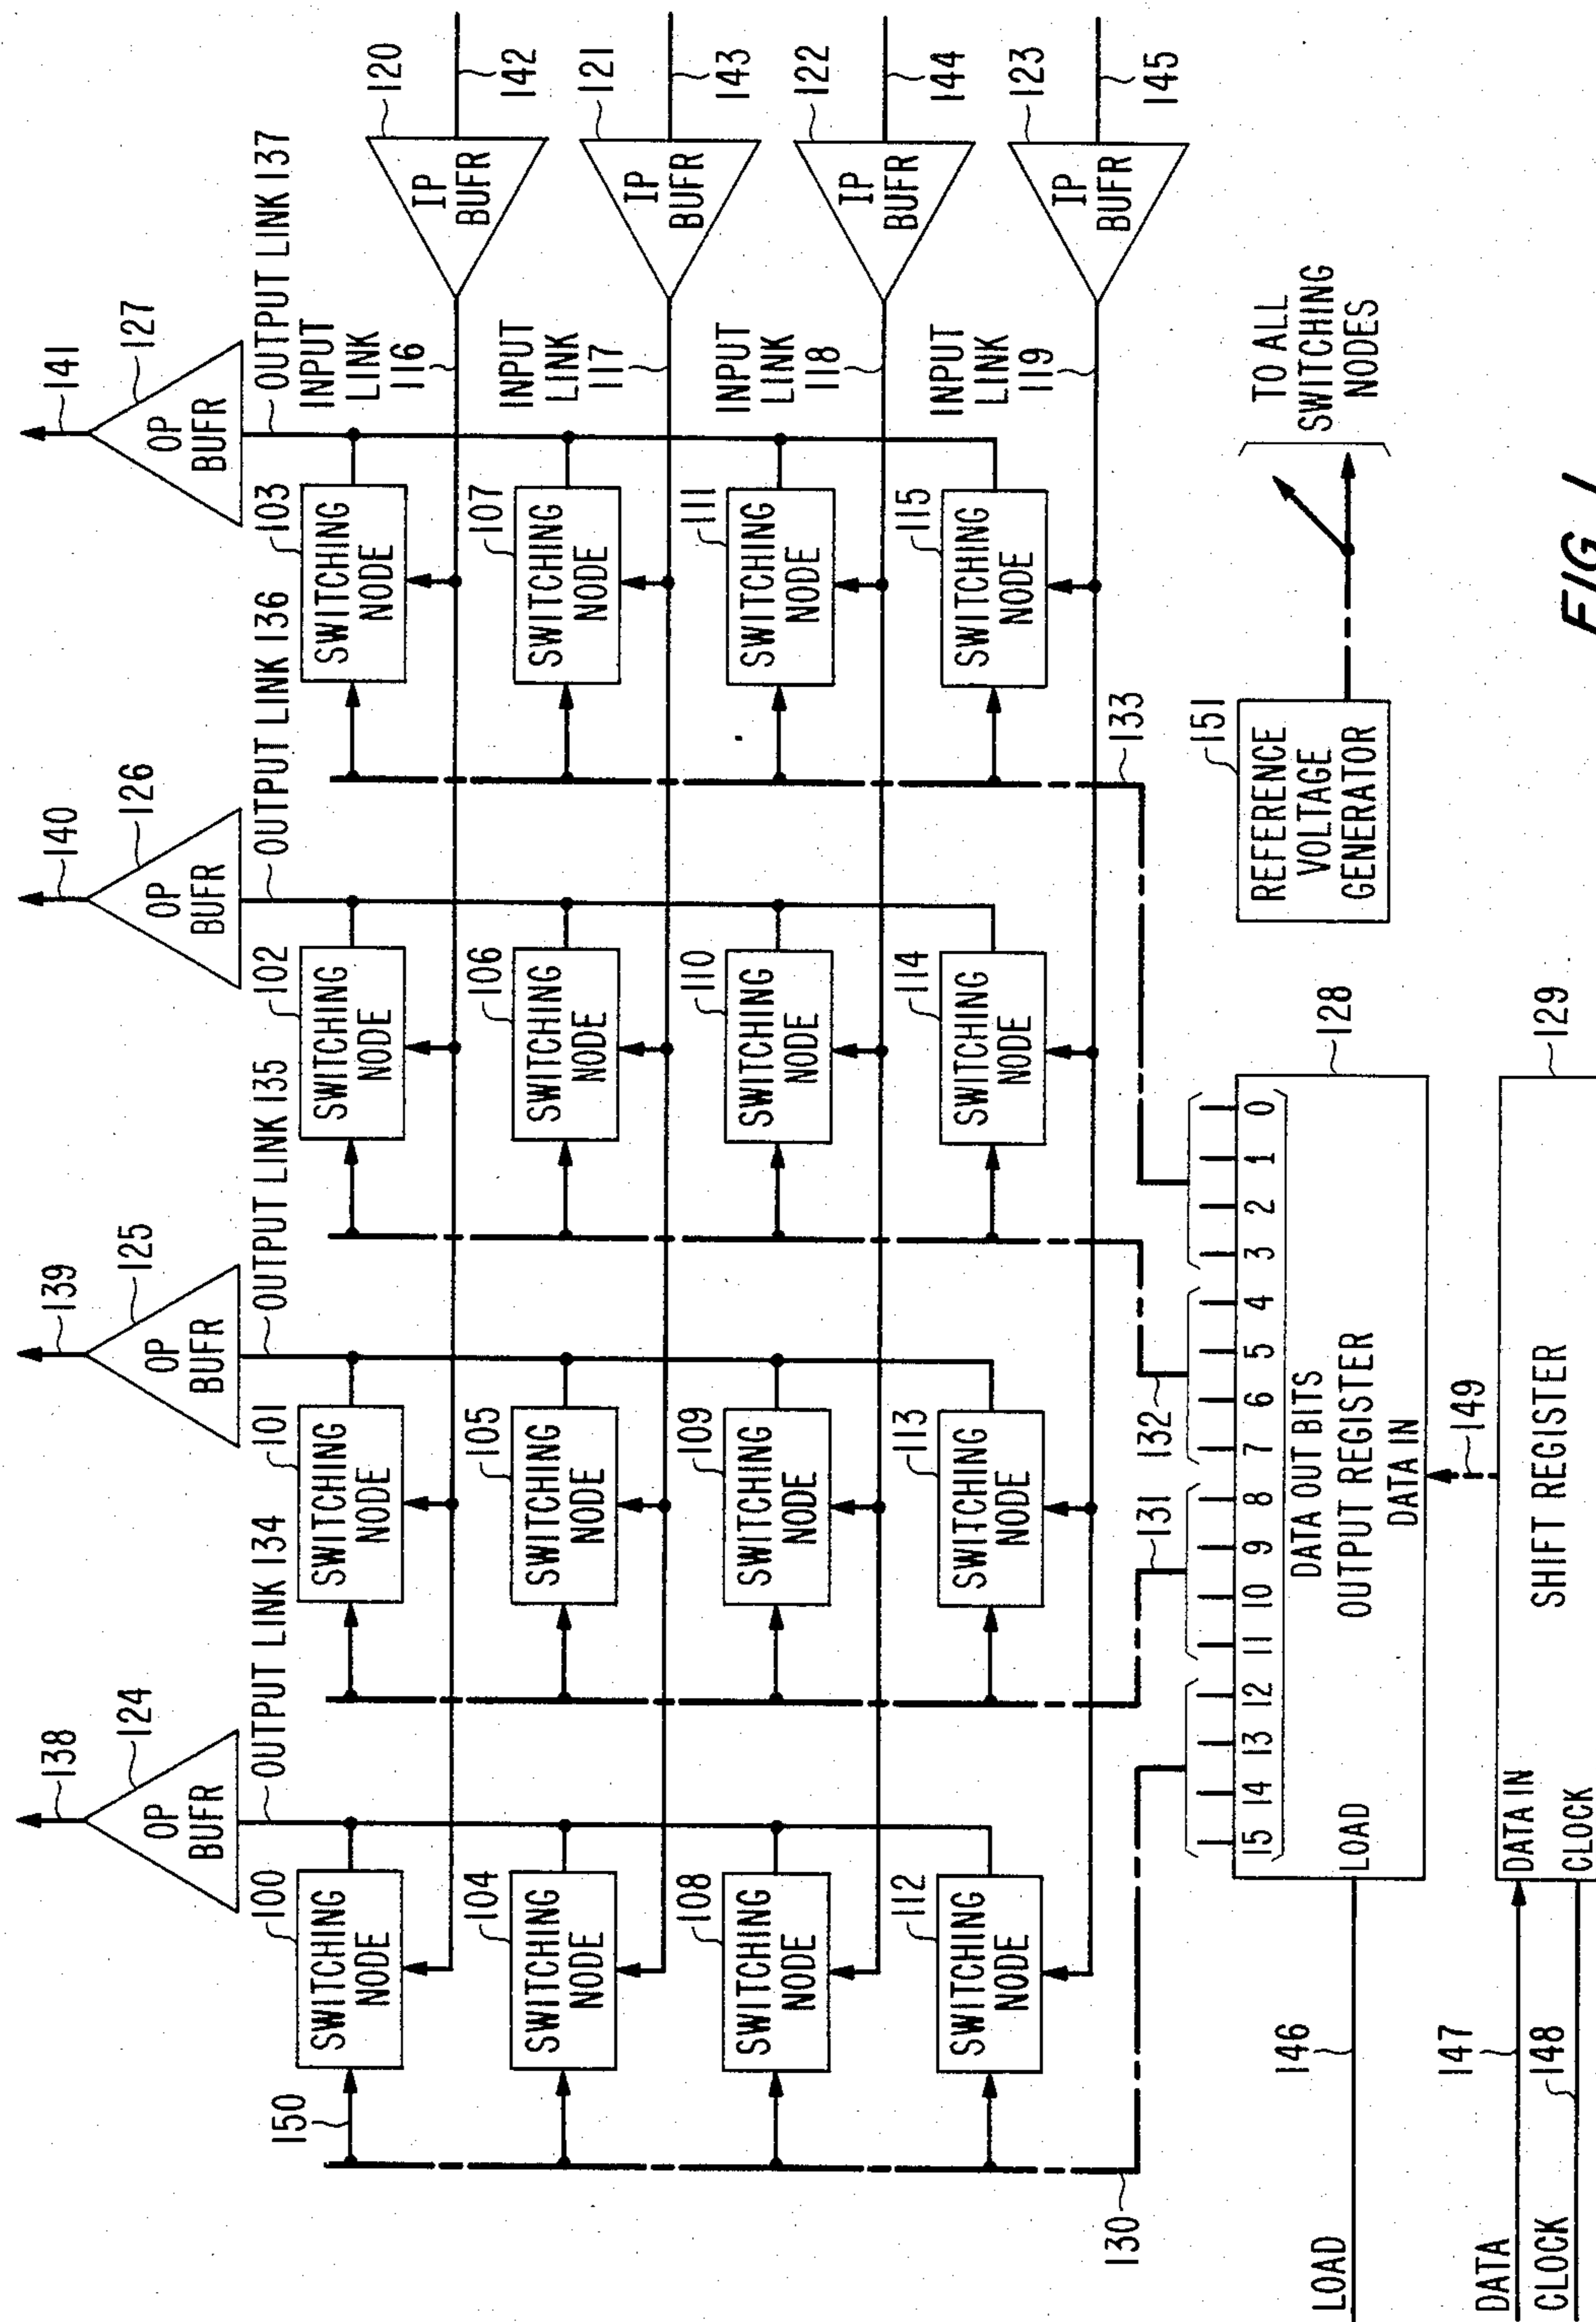 138
139
140
141
124
125
126
127
OP
BUFR
OP
BUFR
OP
BUFR
OP
BUFR
OUTPUT LINK 134
OUTPUT LINK 135
OUTPUT LINK 136
OUTPUT LINK 137
150
100
SWITCHING
NODE
101
SWITCHING
NODE
102
SWITCHING
NODE
103
SWITCHING
NODE
INPUT
LINK
116
IP
BUFR
120
142
104
SWITCHING
NODE
105
SWITCHING
NODE
106
SWITCHING
NODE
107
SWITCHING
NODE
INPUT
LINK
117
IP
BUFR
121
143
108
SWITCHING
NODE
109
SWITCHING
NODE
110
SWITCHING
NODE
111
SWITCHING
NODE
INPUT
LINK
118
IP
BUFR
122
144
112
SWITCHING
NODE
113
SWITCHING
NODE
114
SWITCHING
NODE
115
SWITCHING
NODE
INPUT
LINK
119
IP
BUFR
123
145
130
131
132
133
15 14 13 12 11 10 9 8 7 6 5 4 3 2 1 0
DATA OUT BITS
OUTPUT REGISTER
LOAD
DATA IN
128
LOAD
146
149
151
REFERENCE
VOLTAGE
GENERATOR
TO ALL
SWITCHING
NODES
DATA
147
DATA IN
SHIFT REGISTER
129
CLOCK
148
CLOCK
FIG. 1